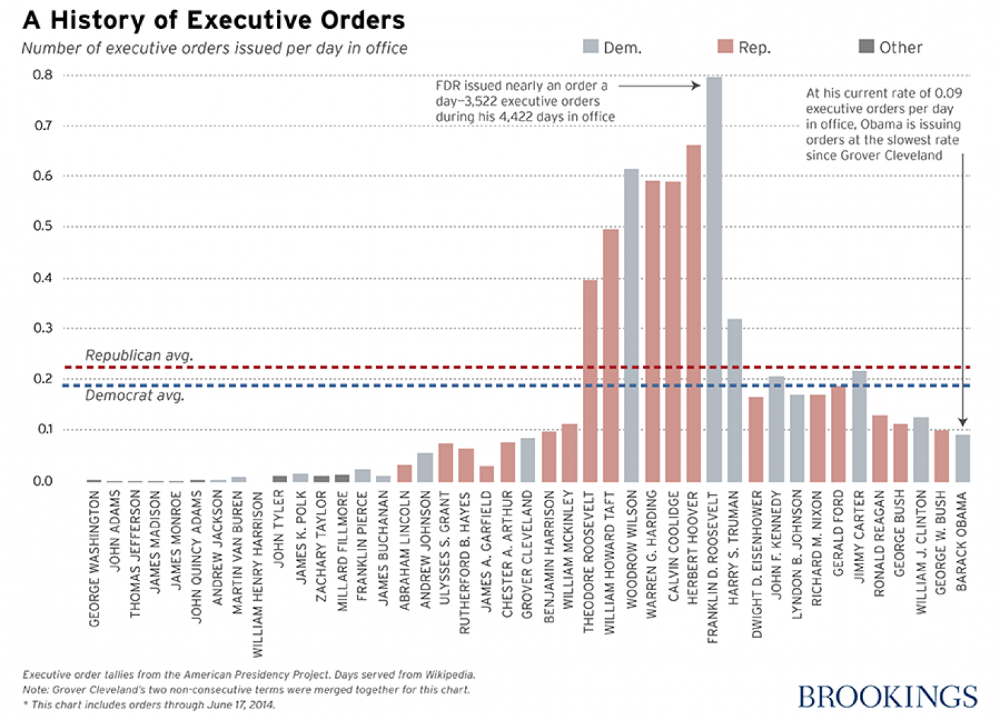 A History of Executive Orders
Number of executive orders issued per day in office
Dem.
Rep.
Other
0.8
0.7
0.6
0.5
0.4
0.3
0.2
0.1
0.0
FDR issued nearly an order a
day–3,522 executive orders
during his 4,422 days in office
At his current rate of 0.09
executive orders per day
in office, Obama is issuing
orders at the slowest rate
since Grover Cleveland
Republican avg.
Democrat avg.
GEORGE WASHINGTON
JOHN ADAMS
THOMAS JEFFERSON
JAMES MADISON
JAMES MONROE
JOHN QUINCY ADAMS
ANDREW JACKSON
MARTIN VAN BUREN
WILLIAM HENRY HARRISON
JOHN TYLER
JAMES K. POLK
ZACHARY TAYLOR
MILLARD FILLMORE
FRANKLIN PIERCE
JAMES BUCHANAN
ABRAHAM LINCOLN
ANDREW JOHNSON
ULYSSES S. GRANT
RUTHERFORD B. HAYES
JAMES A. GARFIELD
CHESTER A. ARTHUR
GROVER CLEVELAND
BENJAMIN HARRISON
WILLIAM MCKINLEY
THEODORE ROOSEVELT
WILLIAM HOWARD TAFT
WOODROW WILSON
WARREN G. HARDING
CALVIN COOLIDGE
HERBERT HOOVER
FRANKLIN D. ROOSEVELT
HARRY S. TRUMAN
DWIGHT D. EISENHOWER
JOHN F. KENNEDY
LYNDON B. JOHNSON
RICHARD M. NIXON
GERALD FORD
JIMMY CARTER
RONALD REAGAN
GEORGE BUSH
WILLIAM J. CLINTON
GEORGE W. BUSH
BARACK OBAMA
Executive order tallies from the American Presidency Project. Days served from Wikipedia.
Note: Grover Cleveland's two non-consecutive terms were merged together for this chart.
* This chart includes orders through June 17, 2014.
BROOKINGS